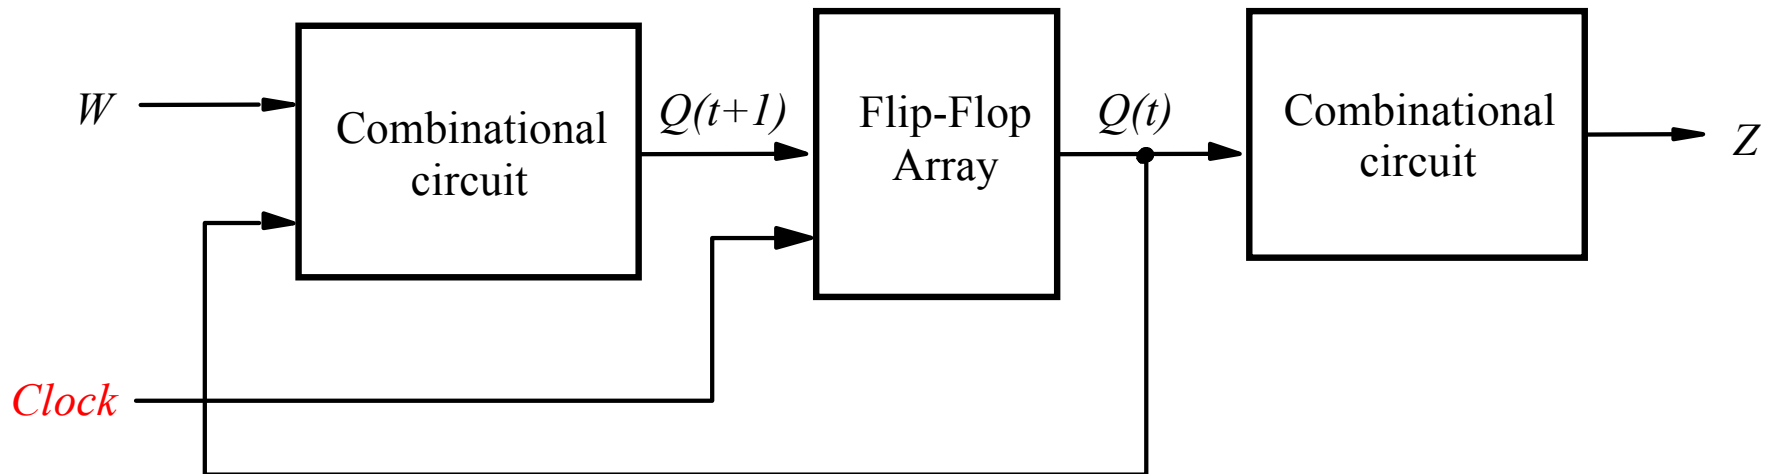 W
Combinational
circuit
Q(t+1)
Flip-Flop
Array
Q(t)
Combinational
circuit
Z
Clock